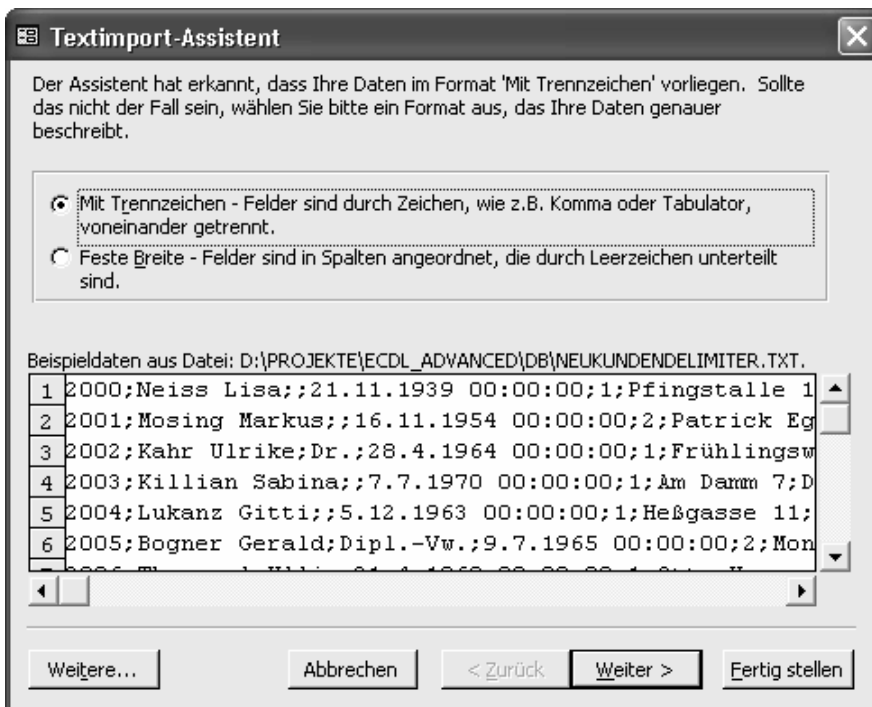 Textimport-Assistent
Der Assistent hat erkannt, dass Ihre Daten im Format 'Mit Trennzeichen' vorliegen. Sollte
das nicht der Fall sein, wählen Sie bitte ein Format aus, das Ihre Daten genauer
beschreibt.
Mit Trennzeichen - Felder sind durch Zeichen, wie z.B. Komma oder Tabulator,
voneinander getrennt.
Feste Breite - Felder sind in Spalten angeordnet, die durch Leerzeichen unterteilt
sind.
Beispieldaten aus Datei: D:\PROJEKTE\ECDL_ADVANCED\DB\NEUKUNDENDELIMITER.TXT.
1 2000;Neiss Lisa;;21.11.1939 00:00:00;1;Pfingstalle 1
2 2001;Mosing Markus;;16.11.1954 00:00:00;2;Patrick Eg
3 2002;Kahr Ulrike;Dr.;28.4.1964 00:00:00;1;Frühlingsw
4 2003;Killian Sabina;;7.7.1970 00:00:00;1;Am Damm 7;D
5 2004;Lukanz Gitti;;5.12.1963 00:00:00;1;Heßgasse 11;
6 2005;Bogner Gerald;Dipl.-Vw.;9.7.1965 00:00:00;2;Mon
Weitere... Abbrechen < Zurück Weiter > Fertig stellen